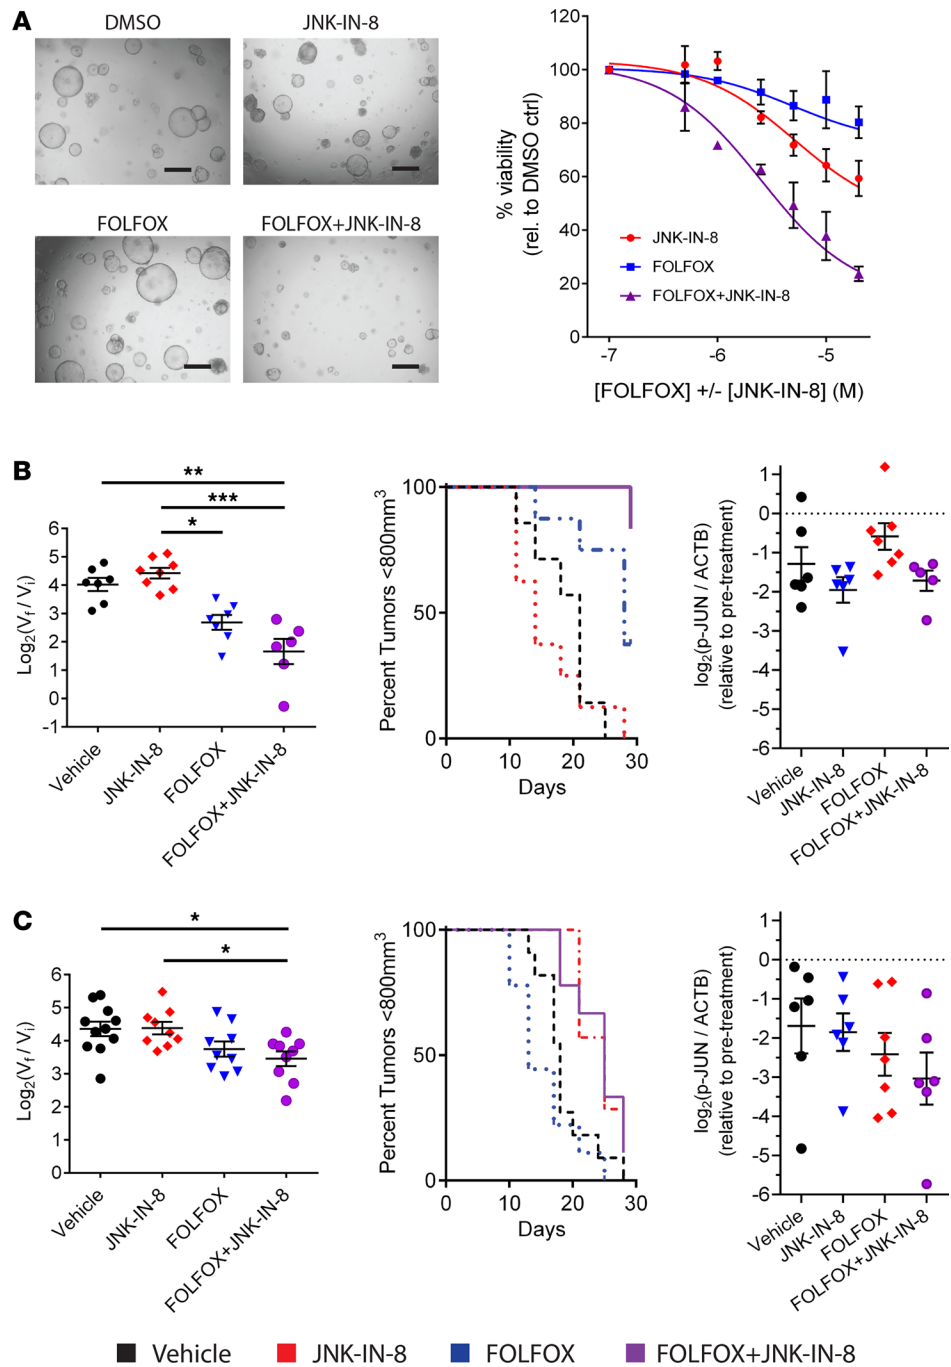 A
DMSO
JNK-IN-8
FOLFOX
FOLFOX+JNK-IN-8
% viability
(rel. to DMSO ctrl)
120
100
80
60
40
20
0
JNK-IN-8
FOLFOX
FOLFOX+JNK-IN-8
-7
-6
-5
[FOLFOX] +/- [JNK-IN-8] (M)
B
**
***
*
Log2(Vf / Vi)
6
5
4
3
2
1
0
-1
Vehicle
JNK-IN-8
FOLFOX
FOLFOX+JNK-IN-8
Percent Tumors <800mm3
100
50
0
0
10
20
30
Days
log2(p-JUN / ACTB)
(relative to pre-treatment)
1
0
-1
-2
-3
-4
-5
-6
Vehicle
JNK-IN-8
FOLFOX
FOLFOX+JNK-IN-8
C
*
*
Log2(Vf / Vi)
6
5
4
3
2
1
0
Vehicle
JNK-IN-8
FOLFOX
FOLFOX+JNK-IN-8
Percent Tumors <800mm3
100
50
0
0
10
20
30
Days
log2(p-JUN / ACTB)
(relative to pre-treatment)
1
0
-1
-2
-3
-4
-5
-6
Vehicle
JNK-IN-8
FOLFOX
FOLFOX+JNK-IN-8
Vehicle
JNK-IN-8
FOLFOX
FOLFOX+JNK-IN-8